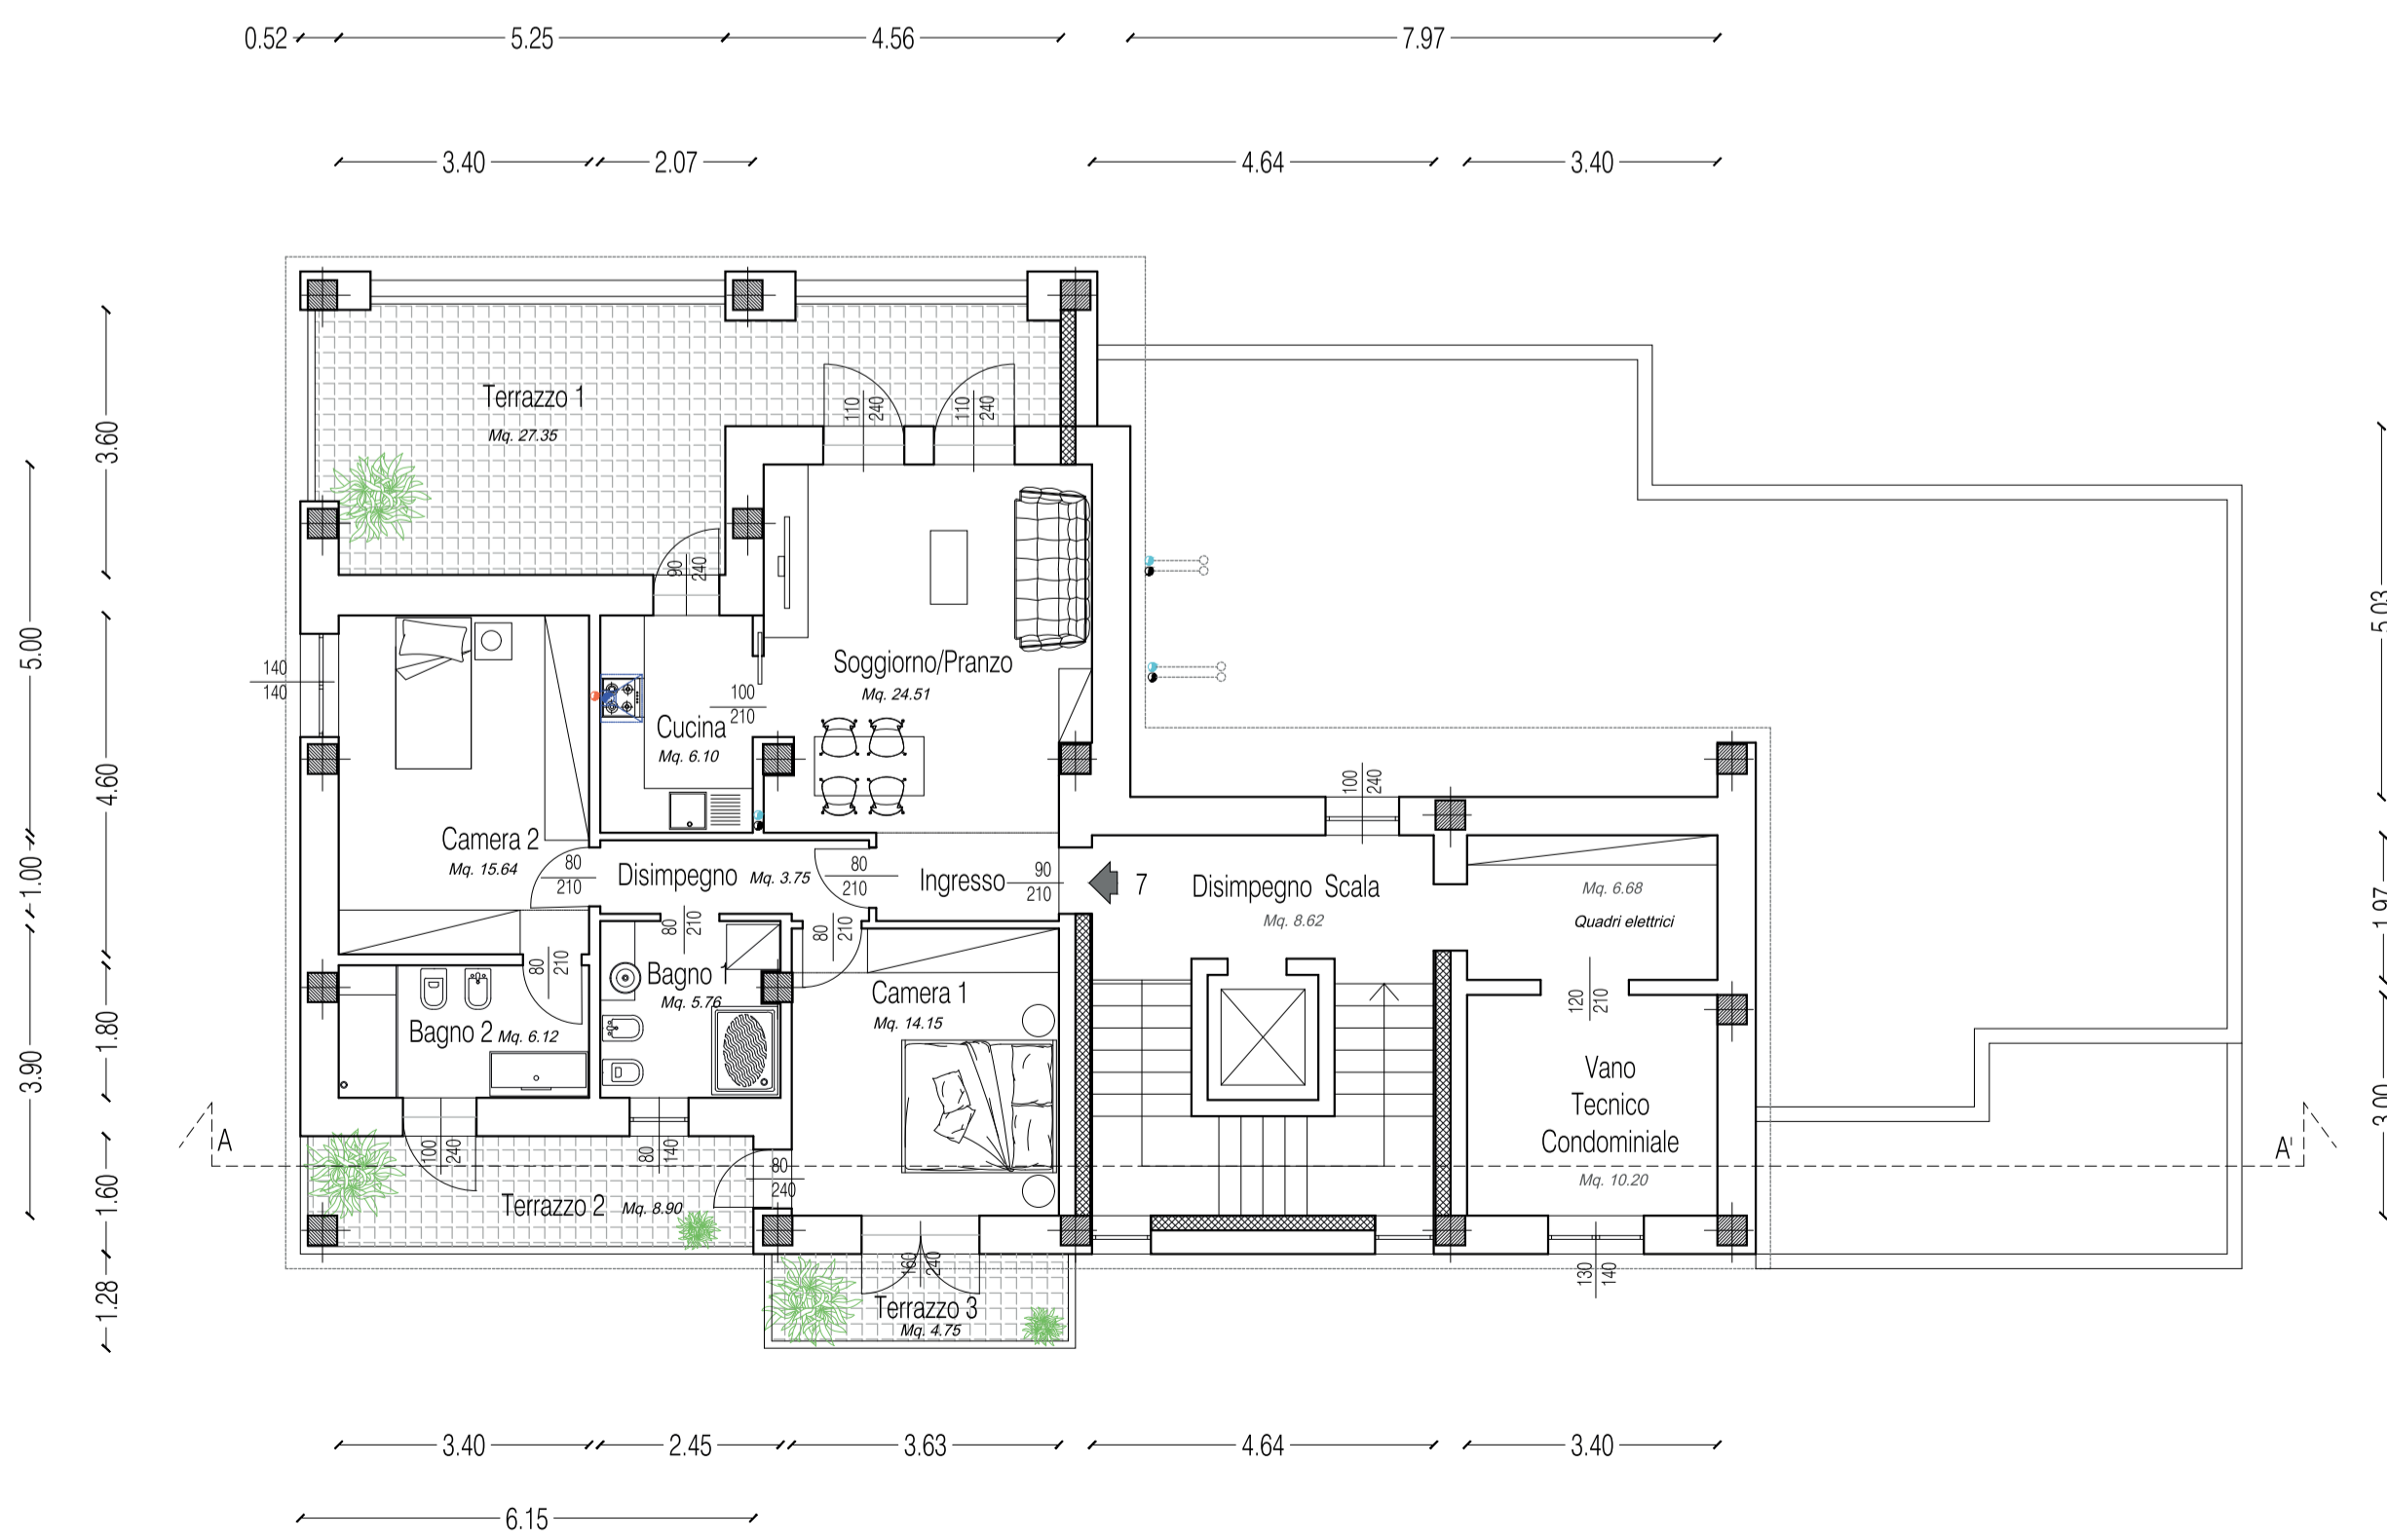 0.52 5.25 4.56 7.97
3.40 2.07 4.64 3.40
3.60
5.00
4.60
1.00
1.80
3.90
1.60
1.28
5.03
1.97
3.00
Terrazzo 1
Mq. 27.35
110
240
110
240
90
240
140
140
Soggiorno/Pranzo
Mq. 24.51
100
210
Cucina
Mq. 6.10
100
240
Camera 2
Mq. 15.64
80
210
Disimpegno Mq. 3.75
80
210
Ingresso
90
210
7
Disimpegno Scala
Mq. 8.62
Mq. 6.68
Quadri elettrici
80
210
80
210
80
210
Bagno 1
Mq. 5.76
Camera 1
Mq. 14.15
120
210
Bagno 2 Mq. 6.12
Vano
Tecnico
Condominiale
Mq. 10.20
A
A'
100
240
80
140
80
240
Terrazzo 2 Mq. 8.90
160
240
130
140
Terrazzo 3
Mq. 4.75
3.40 2.45 3.63 4.64 3.40
6.15